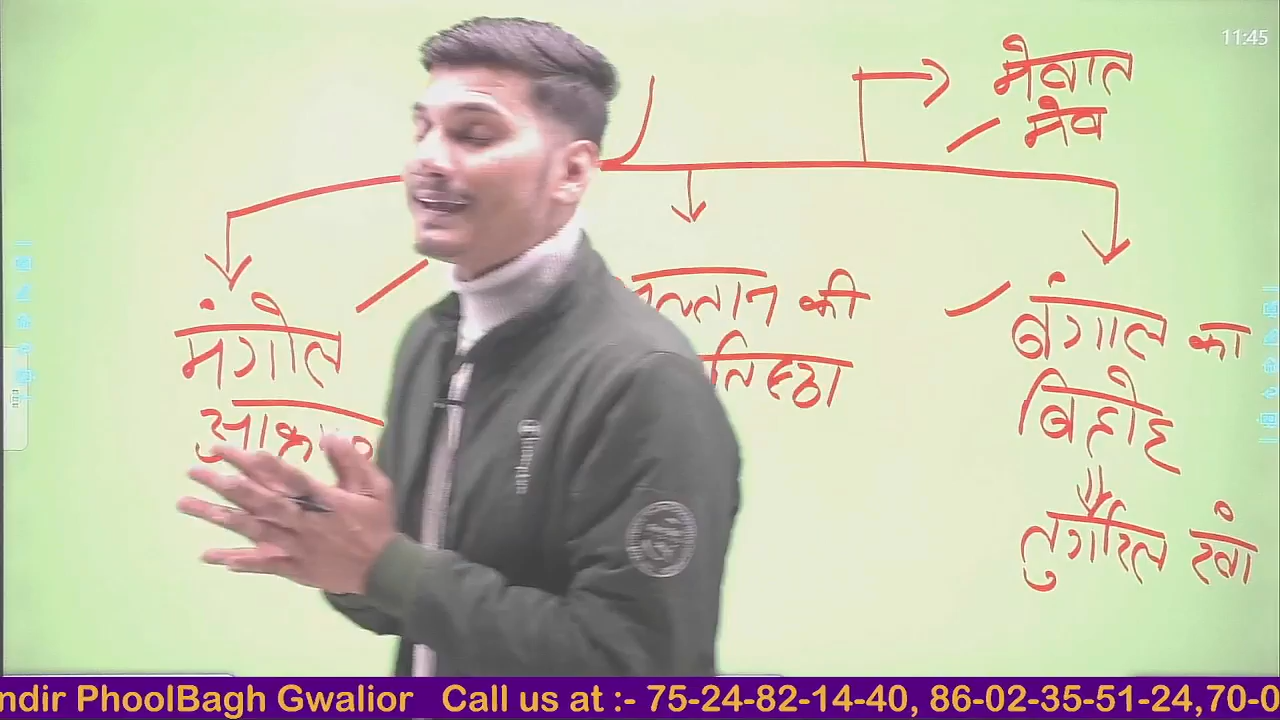 11:45
मेवात
मेव
मंगोल
की
बंगाल का
विद्रोह
तुगरिल खां
ndir PhoolBagh Gwalior Call us at :- 75-24-82-14-40, 86-02-35-51-24,70-0